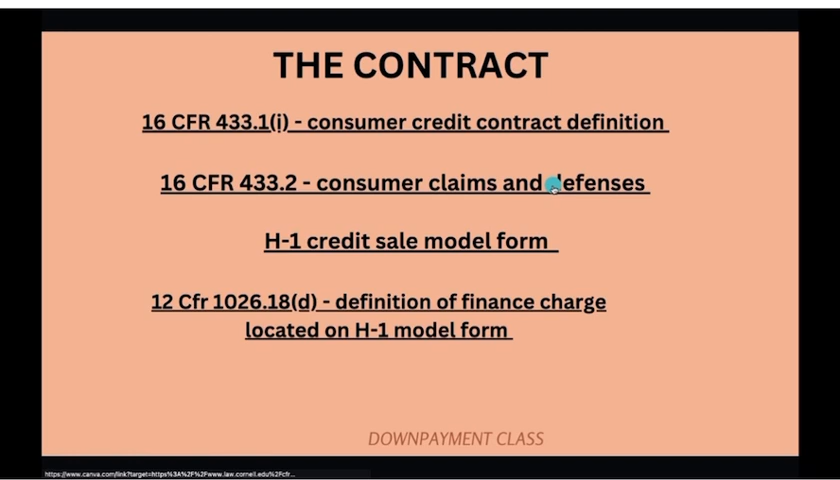 THE CONTRACT
16 CFR 433.1(i) - consumer credit contract definition
16 CFR 433.2 - consumer claims and defenses
H-1 credit sale model form
12 Cfr 1026.18(d) - definition of finance charge
located on H-1 model form
DOWNPAYMENT CLASS
https://www.canva.com/link?target=https%3A%2F%2Fwww.law.cornell.edu%2Fcfr...